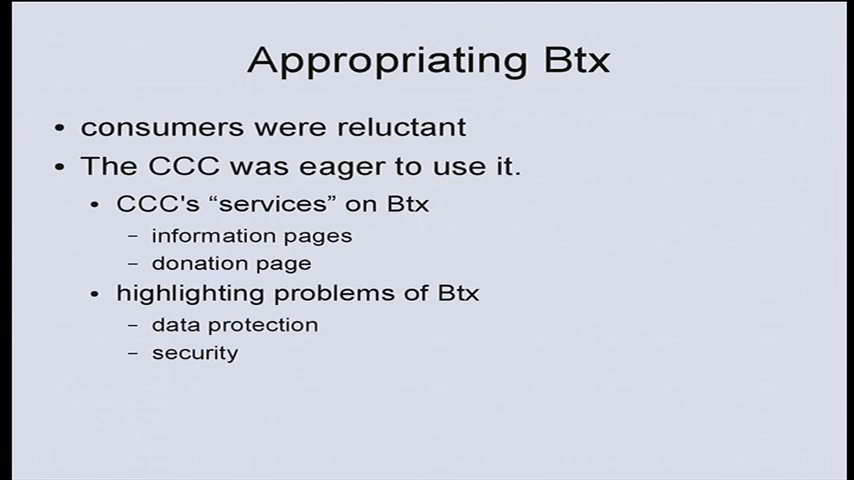 Appropriating Btx
• consumers were reluctant
• The CCC was eager to use it.
• CCC's “services” on Btx
– information pages
– donation page
• highlighting problems of Btx
– data protection
– security